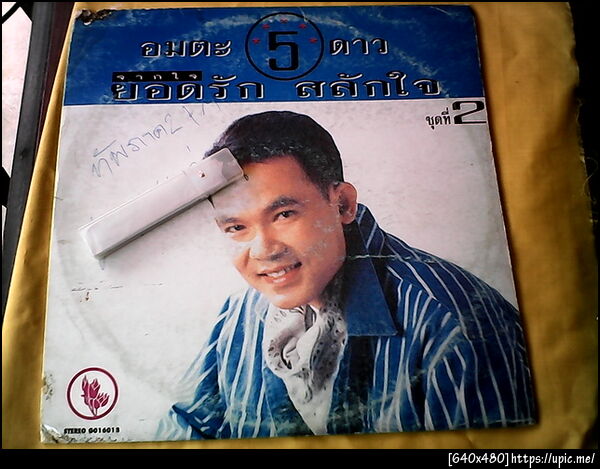 อมตะ 5 ดาว
จากใจ
ยอดรัก สลักใจ
ชุดที่ 2
STEREO GO16013
[640x480]https://upic.me/